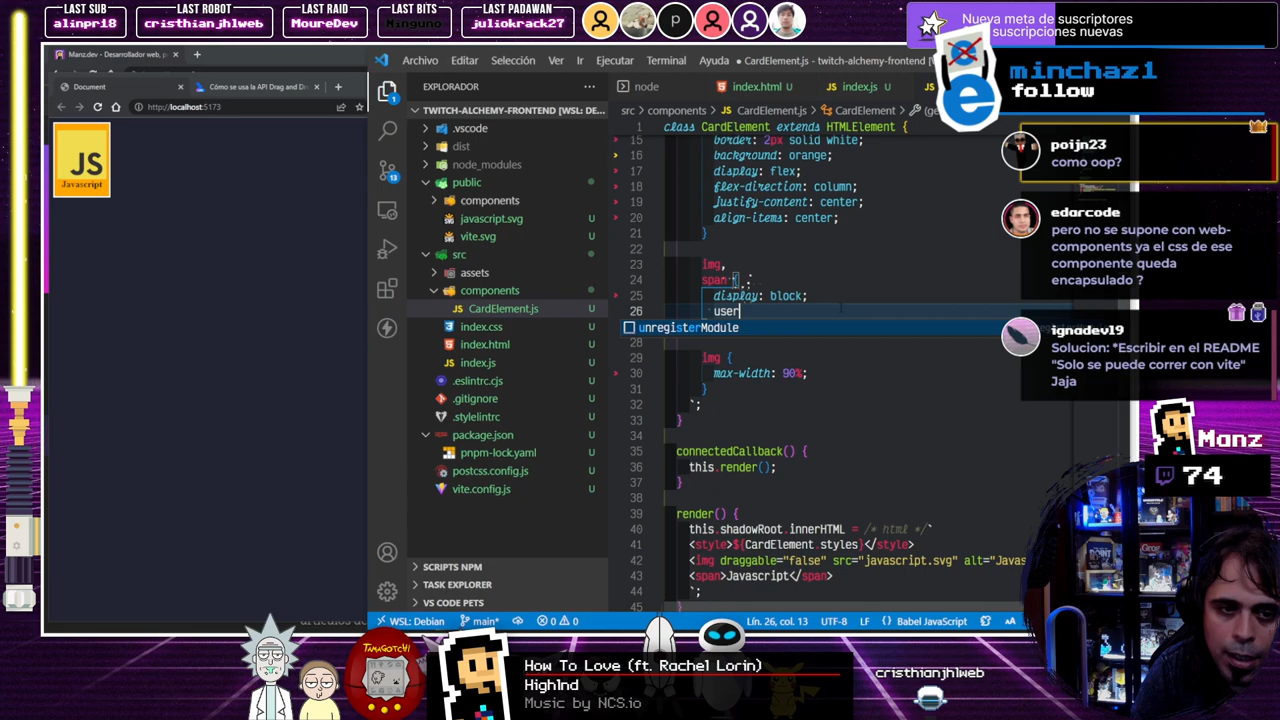 LAST SUB
alinpr18
LAST ROBOT
cristhianjhlweb
LAST RAID
MoureDev
LAST BITS
Ninguno
LAST PADAWAN
juliokrack27
p
Nueva meta de suscriptores
suscripciones nuevas
minchaz1
follow
Manz.dev - Desarrollador web, p
Document
Cómo se usa la API Drag and Dr
http://localhost:5173
JS
Javascript
Archivo Editar Selección Ver Ir Ejecutar Terminal Ayuda
CardElement.js - twitch-alchemy-frontend
EXPLORADOR
node
index.html U
index.js U
TWITCH-ALCHEMY-FRONTEND [WSL: DE...
src > components > JS CardElement.js > CardElement >
.vscode
dist
node_modules
public
components
javascript.svg U
vite.svg U
src
assets
components
JS CardElement.js U
index.css U
index.html U
JS index.js U
.eslintrc.cjs U
.gitignore U
.stylelintrc U
package.json U
pnpm-lock.yaml U
postcss.config.js U
vite.config.js U
SCRIPTS NPM
TASK EXPLORER
VS CODE PETS
1
13
1 class CardElement extends HTMLElement {
15 border: 2px solid white;
16 background: orange;
17 display: flex;
18 flex-direction: column;
19 justify-content: center;
20 align-items: center;
21 }
22
23 img,
24 span {
25 display: block;
26 user
unregisterModule
28
29 img {
30 max-width: 90%;
31 }
32 `;
33 }
34
35 connectedCallback() {
36 this.render();
37 }
38
39 render() {
40 this.shadowRoot.innerHTML = /* html */`
41 <style>${CardElement.styles}</style>
42 <img draggable="false" src="javascript.svg" alt="Javas
43 <span>Javascript</span>
44 `;
45 }
poijn23
como oop?
edarcode
pero no se supone con web-
components ya el css de ese
componente queda
encapsulado ?
ignadev19
Solucion: *Escribir en el README
"Solo se puede correr con vite"
Jaja
Manz
74
WSL: Debian
main*
0 0
Lín. 26, col. 13
UTF-8
LF
Babel JavaScript
TAMAGOTCHI
How To Love (ft. Rachel Lorin)
High1nd
Music by NCS.io
cristhianjhlweb